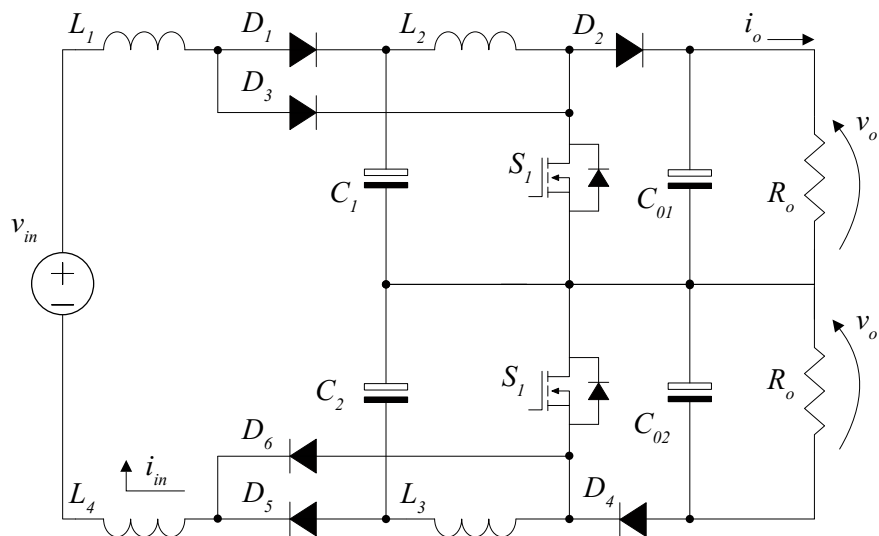 L₁
D₁
L₂
D₂
iₒ
D₃
vₒ
S₁
C₁
C₀₁
Rₒ
vᵢₙ
+
−
vₒ
S₁
C₂
C₀₂
Rₒ
D₆
iᵢₙ
L₄
D₅
L₃
D₄